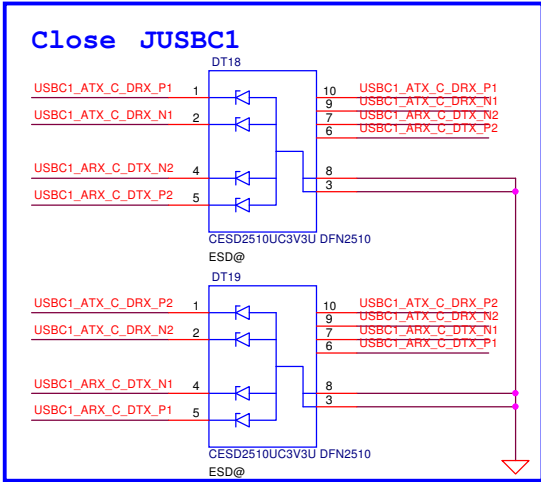 Close JUSBC1
DT18
USBC1_ATX_C_DRX_P1 1 10 USBC1_ATX_C_DRX_P1
9 USBC1_ATX_C_DRX_N1
USBC1_ATX_C_DRX_N1 2 7 USBC1_ARX_C_DTX_N2
6 USBC1_ARX_C_DTX_P2
USBC1_ARX_C_DTX_N2 4 8
3
USBC1_ARX_C_DTX_P2 5
CESD2510UC3V3U DFN2510
ESD@
DT19
USBC1_ATX_C_DRX_P2 1 10 USBC1_ATX_C_DRX_P2
9 USBC1_ATX_C_DRX_N2
USBC1_ATX_C_DRX_N2 2 7 USBC1_ARX_C_DTX_N1
6 USBC1_ARX_C_DTX_P1
USBC1_ARX_C_DTX_N1 4 8
3
USBC1_ARX_C_DTX_P1 5
CESD2510UC3V3U DFN2510
ESD@